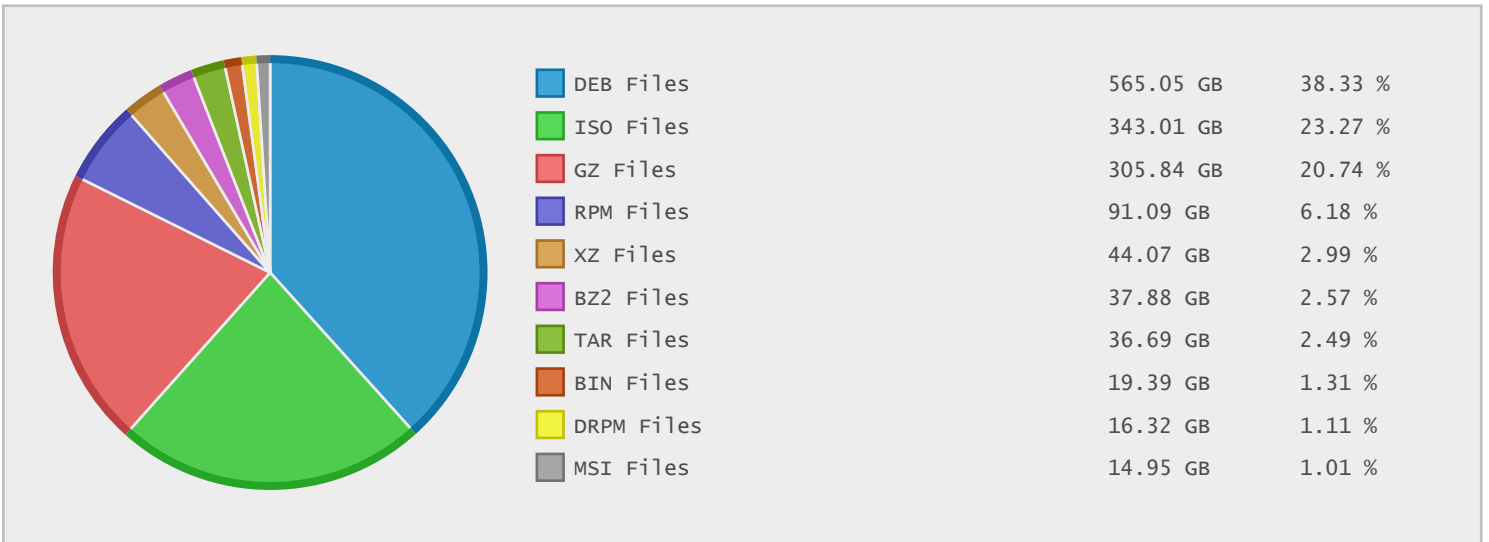 DEB Files 565.05 GB 38.33 %
ISO Files 343.01 GB 23.27 %
GZ Files 305.84 GB 20.74 %
RPM Files 91.09 GB 6.18 %
XZ Files 44.07 GB 2.99 %
BZ2 Files 37.88 GB 2.57 %
TAR Files 36.69 GB 2.49 %
BIN Files 19.39 GB 1.31 %
DRPM Files 16.32 GB 1.11 %
MSI Files 14.95 GB 1.01 %